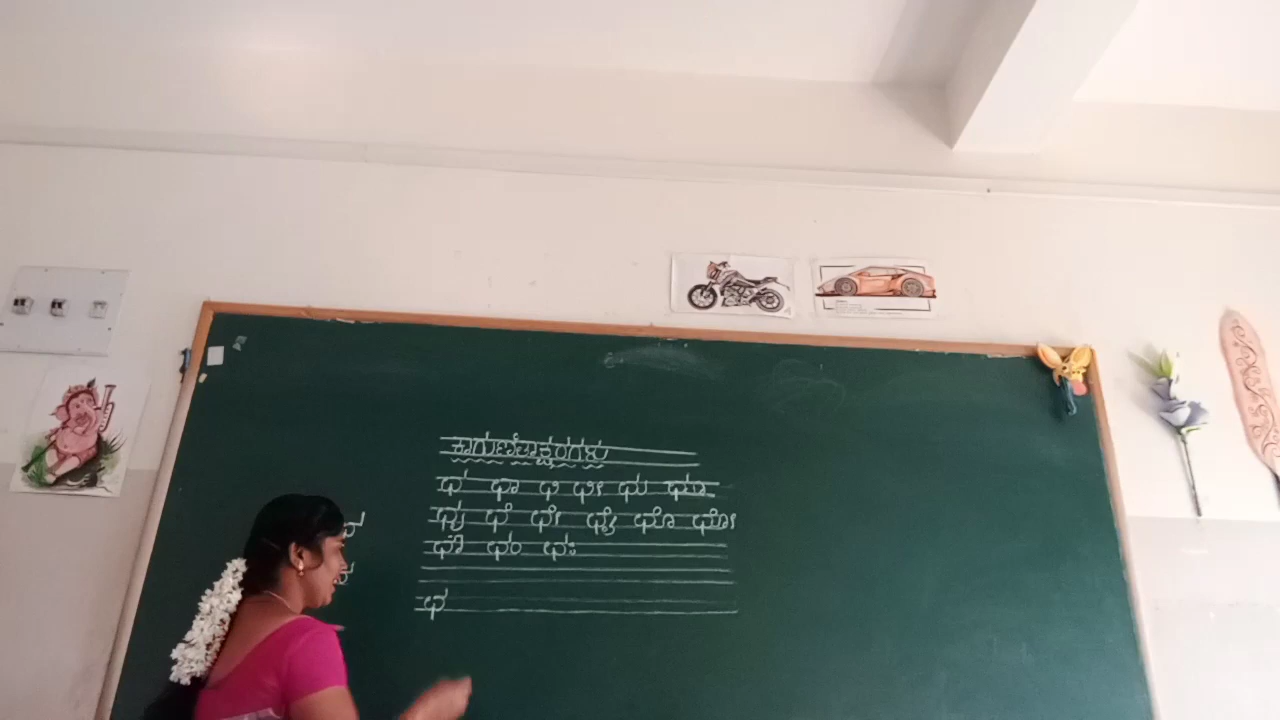 ಕಾಗುಣಿತಾಕ್ಷರಗಳು
ಧ ಧಾ ಧಿ ಧೀ ಧು ಧೂ
ಧೃ ಧೆ ಧೇ ಧೈ ಧೊ ಧೋ
ಧೌ ಧಂ ಧಃ
ಧ